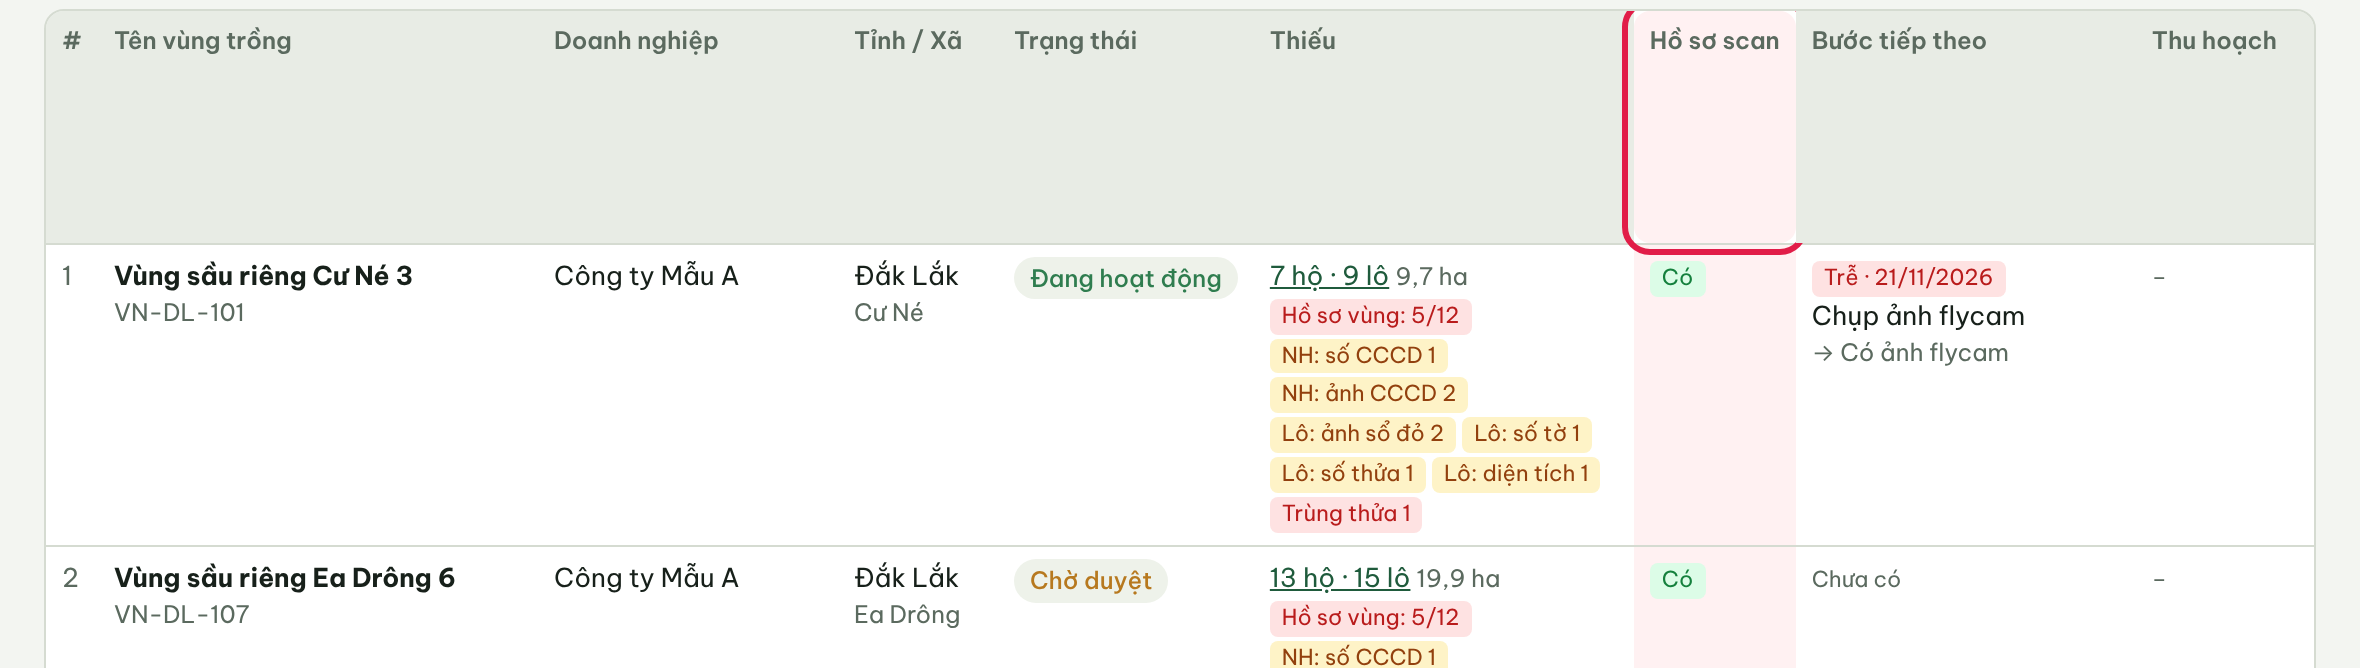 # Tên vùng trồng Doanh nghiệp Tỉnh / Xã Trạng thái Thiếu Hồ sơ scan Bước tiếp theo Thu hoạch
1 Vùng sầu riêng Cư Né 3 Công ty Mẫu A Đắk Lắk Đang hoạt động 7 hộ · 9 lô 9,7 ha Có Trễ · 21/11/2026 –
VN-DL-101 Cư Né Hồ sơ vùng: 5/12 Chụp ảnh flycam
NH: số CCCD 1 → Có ảnh flycam
NH: ảnh CCCD 2
Lô: ảnh sổ đỏ 2 Lô: số tờ 1
Lô: số thửa 1 Lô: diện tích 1
Trùng thửa 1
2 Vùng sầu riêng Ea Drông 6 Công ty Mẫu A Đắk Lắk Chờ duyệt 13 hộ · 15 lô 19,9 ha Có Chưa có –
VN-DL-107 Ea Drông Hồ sơ vùng: 5/12
NH: số CCCD 1